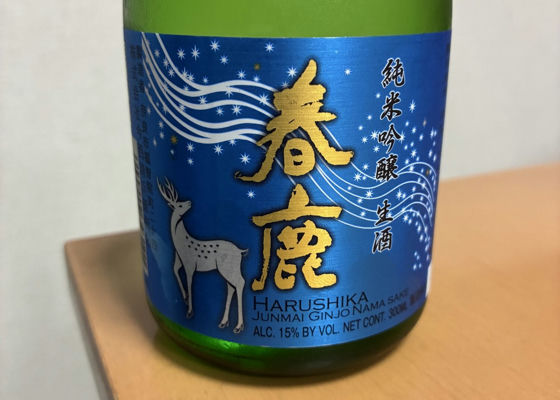 純米吟醸 生酒
春鹿
HARUSHIKA
JUNMAI GINJO NAMA SAKE
ALC. 15% BY VOL. NET CONT. 300ML